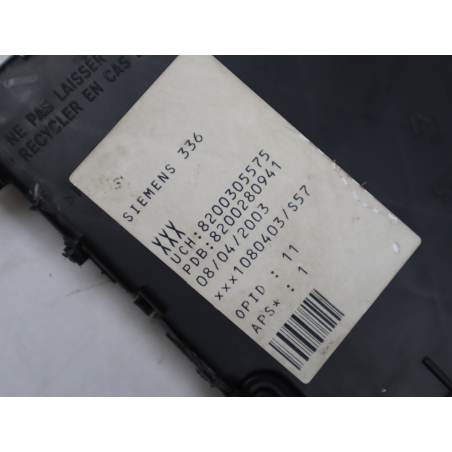 NE PAS LAISSER
RECYCLER EN CAS
SIEMENS 336
XXX
UCH:8200305575
PDB:8200280941
08/04/2003
xxx1080403/S57
OPID : 11
APS* : 1